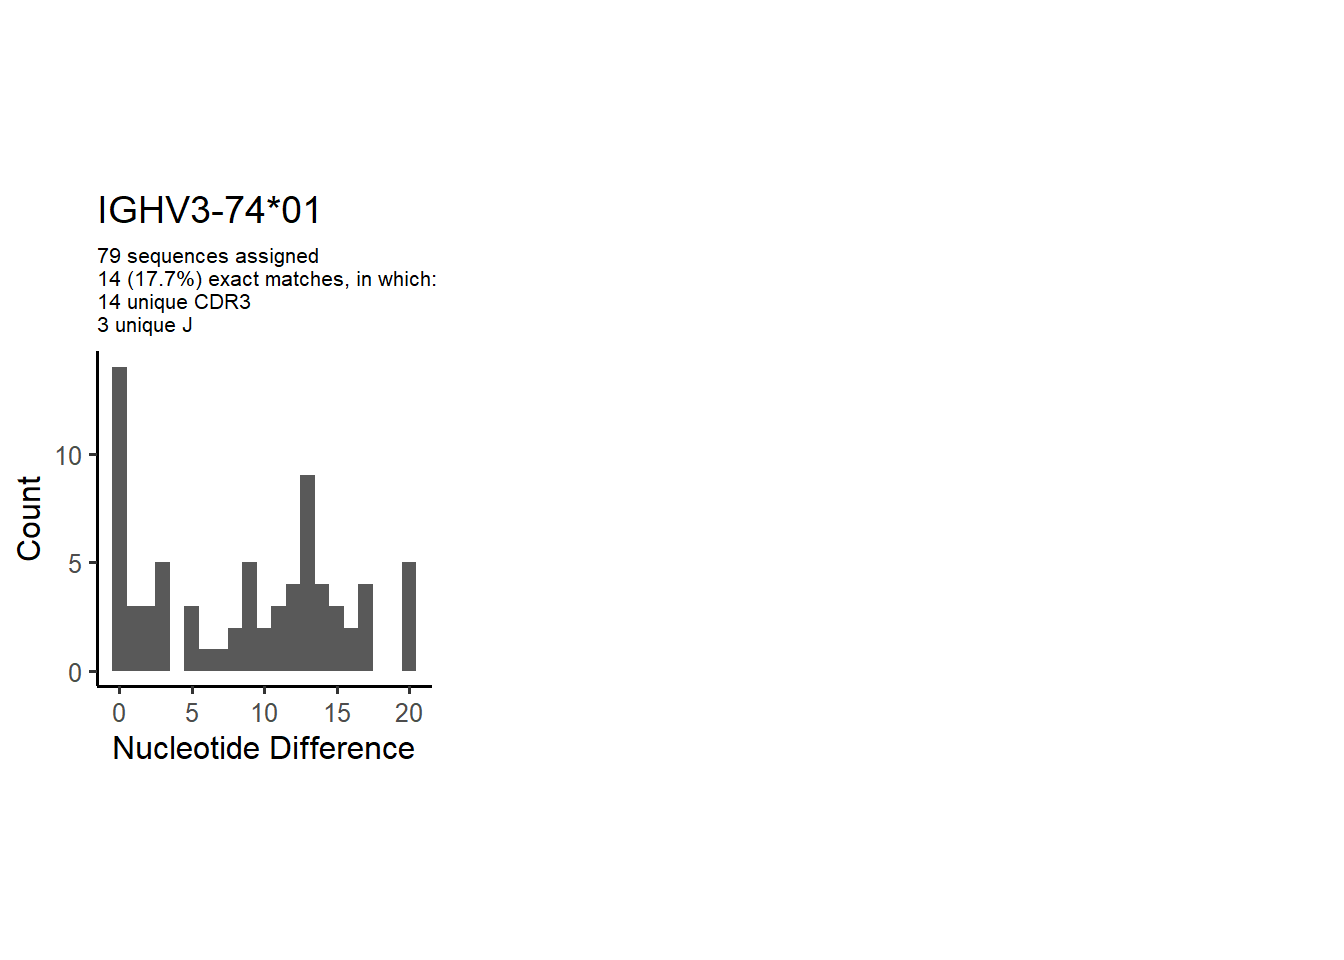 IGHV3-74*01
79 sequences assigned
14 (17.7%) exact matches, in which:
14 unique CDR3
3 unique J
10
5
0
Count
0 5 10 15 20
Nucleotide Difference